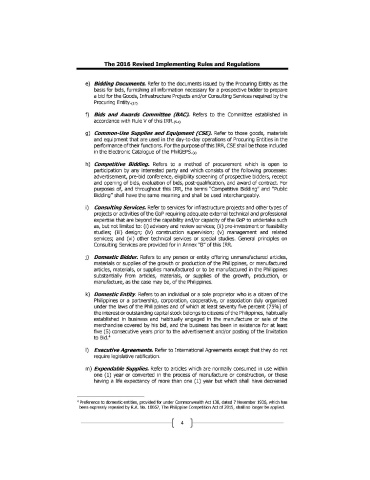 The 2016 Revised Implementing Rules and Regulations
e) Bidding Documents. Refer to the documents issued by the Procuring Entity as the
basis for bids, furnishing all information necessary for a prospective bidder to prepare
a bid for the Goods, Infrastructure Projects and/or Consulting Services required by the
Procuring Entity.
f) Bids and Awards Committee (BAC). Refers to the Committee established in
accordance with Rule V of this IRR.
g) Common-Use Supplies and Equipment (CSE). Refer to those goods, materials
and equipment that are used in the day-to-day operations of Procuring Entities in the
performance of their functions. For the purpose of this IRR, CSE shall be those included
in the Electronic Catalogue of the PhilGEPS.
h) Competitive Bidding. Refers to a method of procurement which is open to
participation by any interested party and which consists of the following processes:
advertisement, pre-bid conference, eligibility screening of prospective bidders, receipt
and opening of bids, evaluation of bids, post-qualification, and award of contract. For
purposes of, and throughout this IRR, the terms "Competitive Bidding" and "Public
Bidding" shall have the same meaning and shall be used interchangeably.
i) Consulting Services. Refer to services for infrastructure projects and other types of
projects or activities of the GoP requiring adequate external technical and professional
expertise that are beyond the capability and/or capacity of the GoP to undertake such
as, but not limited to: (i) advisory and review services; (ii) pre-investment or feasibility
studies; (iii) design; (iv) construction supervision; (v) management and related
services; and (vi) other technical services or special studies. General principles on
Consulting Services are provided for in Annex "B" of this IRR.
j) Domestic Bidder. Refers to any person or entity offering unmanufactured articles,
materials or supplies of the growth or production of the Philippines, or manufactured
articles, materials, or supplies manufactured or to be manufactured in the Philippines
substantially from articles, materials, or supplies of the growth, production, or
manufacture, as the case may be, of the Philippines.
k) Domestic Entity. Refers to an individual or a sole proprietor who is a citizen of the
Philippines or a partnership, corporation, cooperative, or association duly organized
under the laws of the Philippines and of which at least seventy five percent (75%) of
the interest or outstanding capital stock belongs to citizens of the Philippines, habitually
established in business and habitually engaged in the manufacture or sale of the
merchandise covered by his bid, and the business has been in existence for at least
five (5) consecutive years prior to the advertisement and/or posting of the Invitation
to Bid.⁴
l) Executive Agreements. Refer to International Agreements except that they do not
require legislative ratification.
m) Expendable Supplies. Refer to articles which are normally consumed in use within
one (1) year or converted in the process of manufacture or construction, or those
having a life expectancy of more than one (1) year but which shall have decreased
⁴ Preference to domestic entities, provided for under Commonwealth Act 138, dated 7 November 1936, which has
been expressly repealed by R.A. No. 10667, The Philippine Competition Act of 2015, shall no longer be applied.